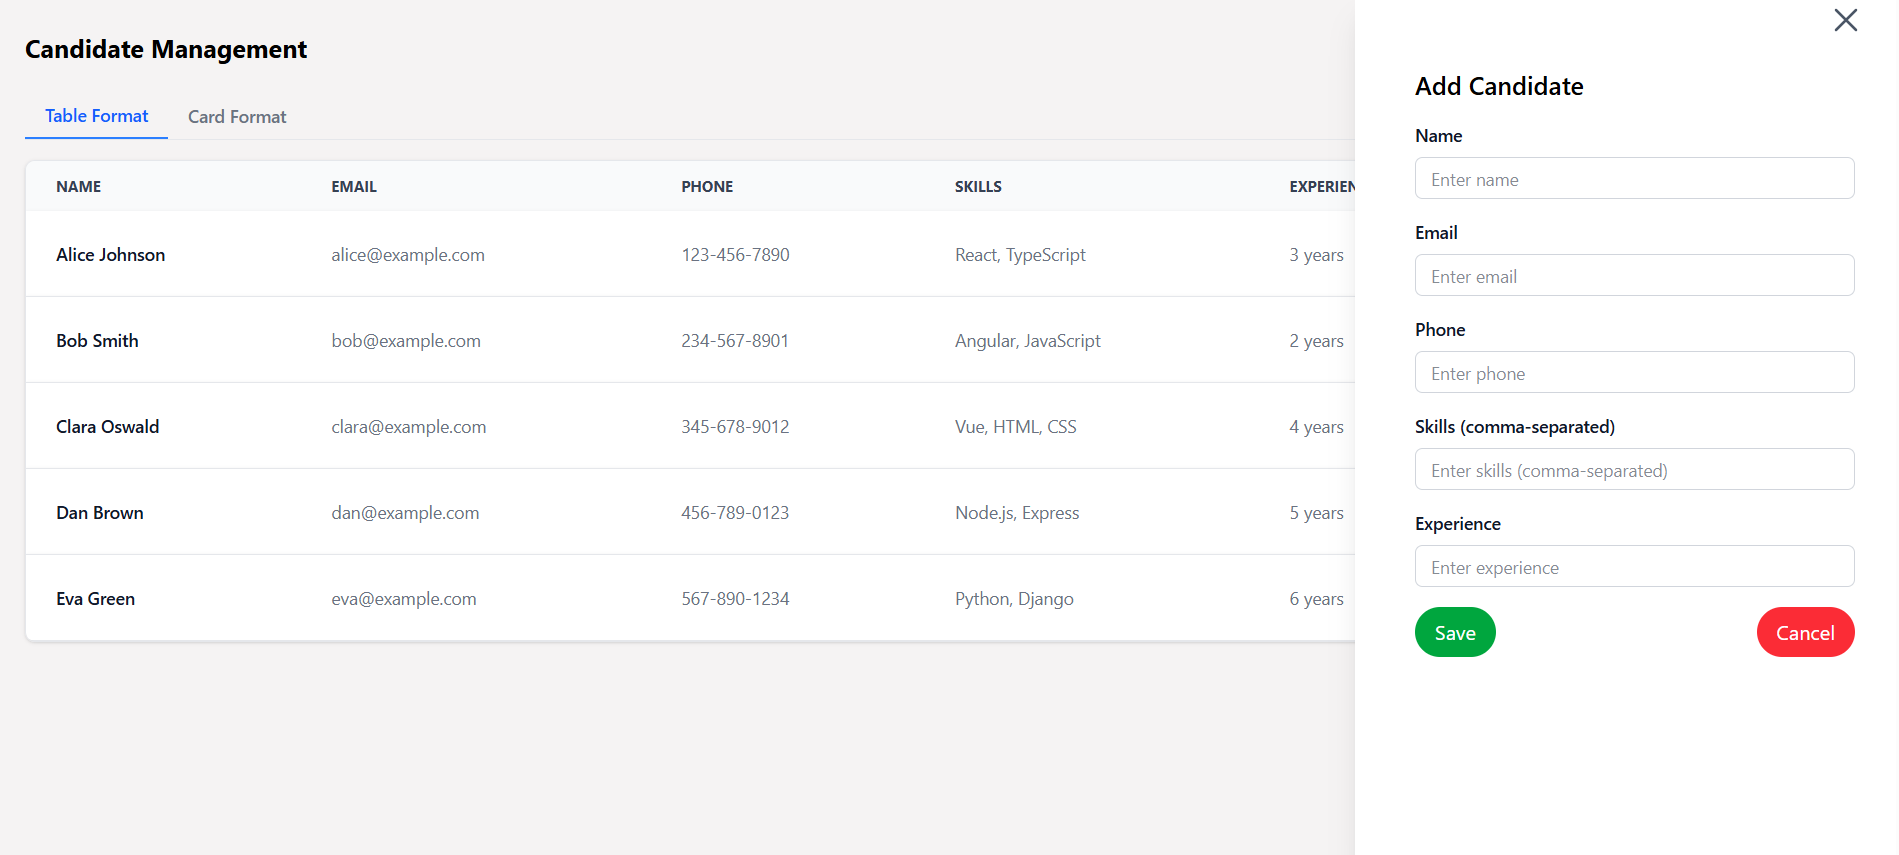 Candidate Management
Table Format Card Format
NAME EMAIL PHONE SKILLS EXPERIEN
Alice Johnson alice@example.com 123-456-7890 React, TypeScript 3 years
Bob Smith bob@example.com 234-567-8901 Angular, JavaScript 2 years
Clara Oswald clara@example.com 345-678-9012 Vue, HTML, CSS 4 years
Dan Brown dan@example.com 456-789-0123 Node.js, Express 5 years
Eva Green eva@example.com 567-890-1234 Python, Django 6 years
Add Candidate
Name
Enter name
Email
Enter email
Phone
Enter phone
Skills (comma-separated)
Enter skills (comma-separated)
Experience
Enter experience
Save Cancel